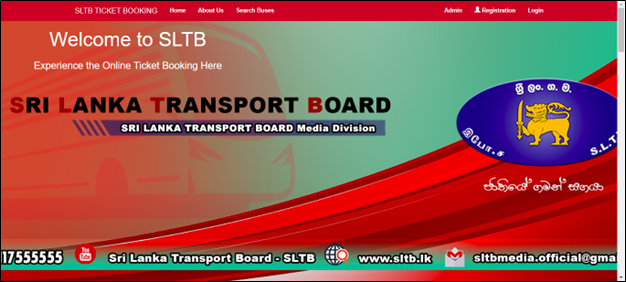 SLTB TICKET BOOKING Home About Us Search Buses Admin Registration Login
Welcome to SLTB
Experience the Online Ticket Booking Here
SRI LANKA TRANSPORT BOARD
SRI LANKA TRANSPORT BOARD Media Division
ශ්‍රී ලං ග ම.
ඉ පො. ස S.L.T.
ජාතියේ ගමන් සගයා
17555555 You Tube Sri Lanka Transport Board - SLTB www.sltb.lk sltbmedia.official@gma